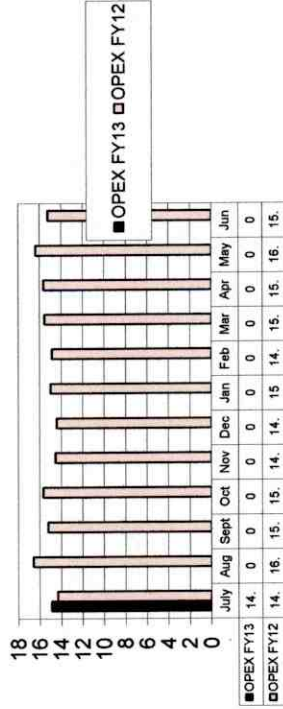 ■ OPEX FY13 □ OPEX FY12
18
16
14
12
10
8
6
4
2
0
July Aug Sept Oct Nov Dec Jan Feb Mar Apr May Jun
■ OPEX FY13 14. 0 0 0 0 0 0 0 0 0 0 0
□ OPEX FY12 14. 16. 15. 15. 14. 14. 15 14. 15. 15. 16. 15.